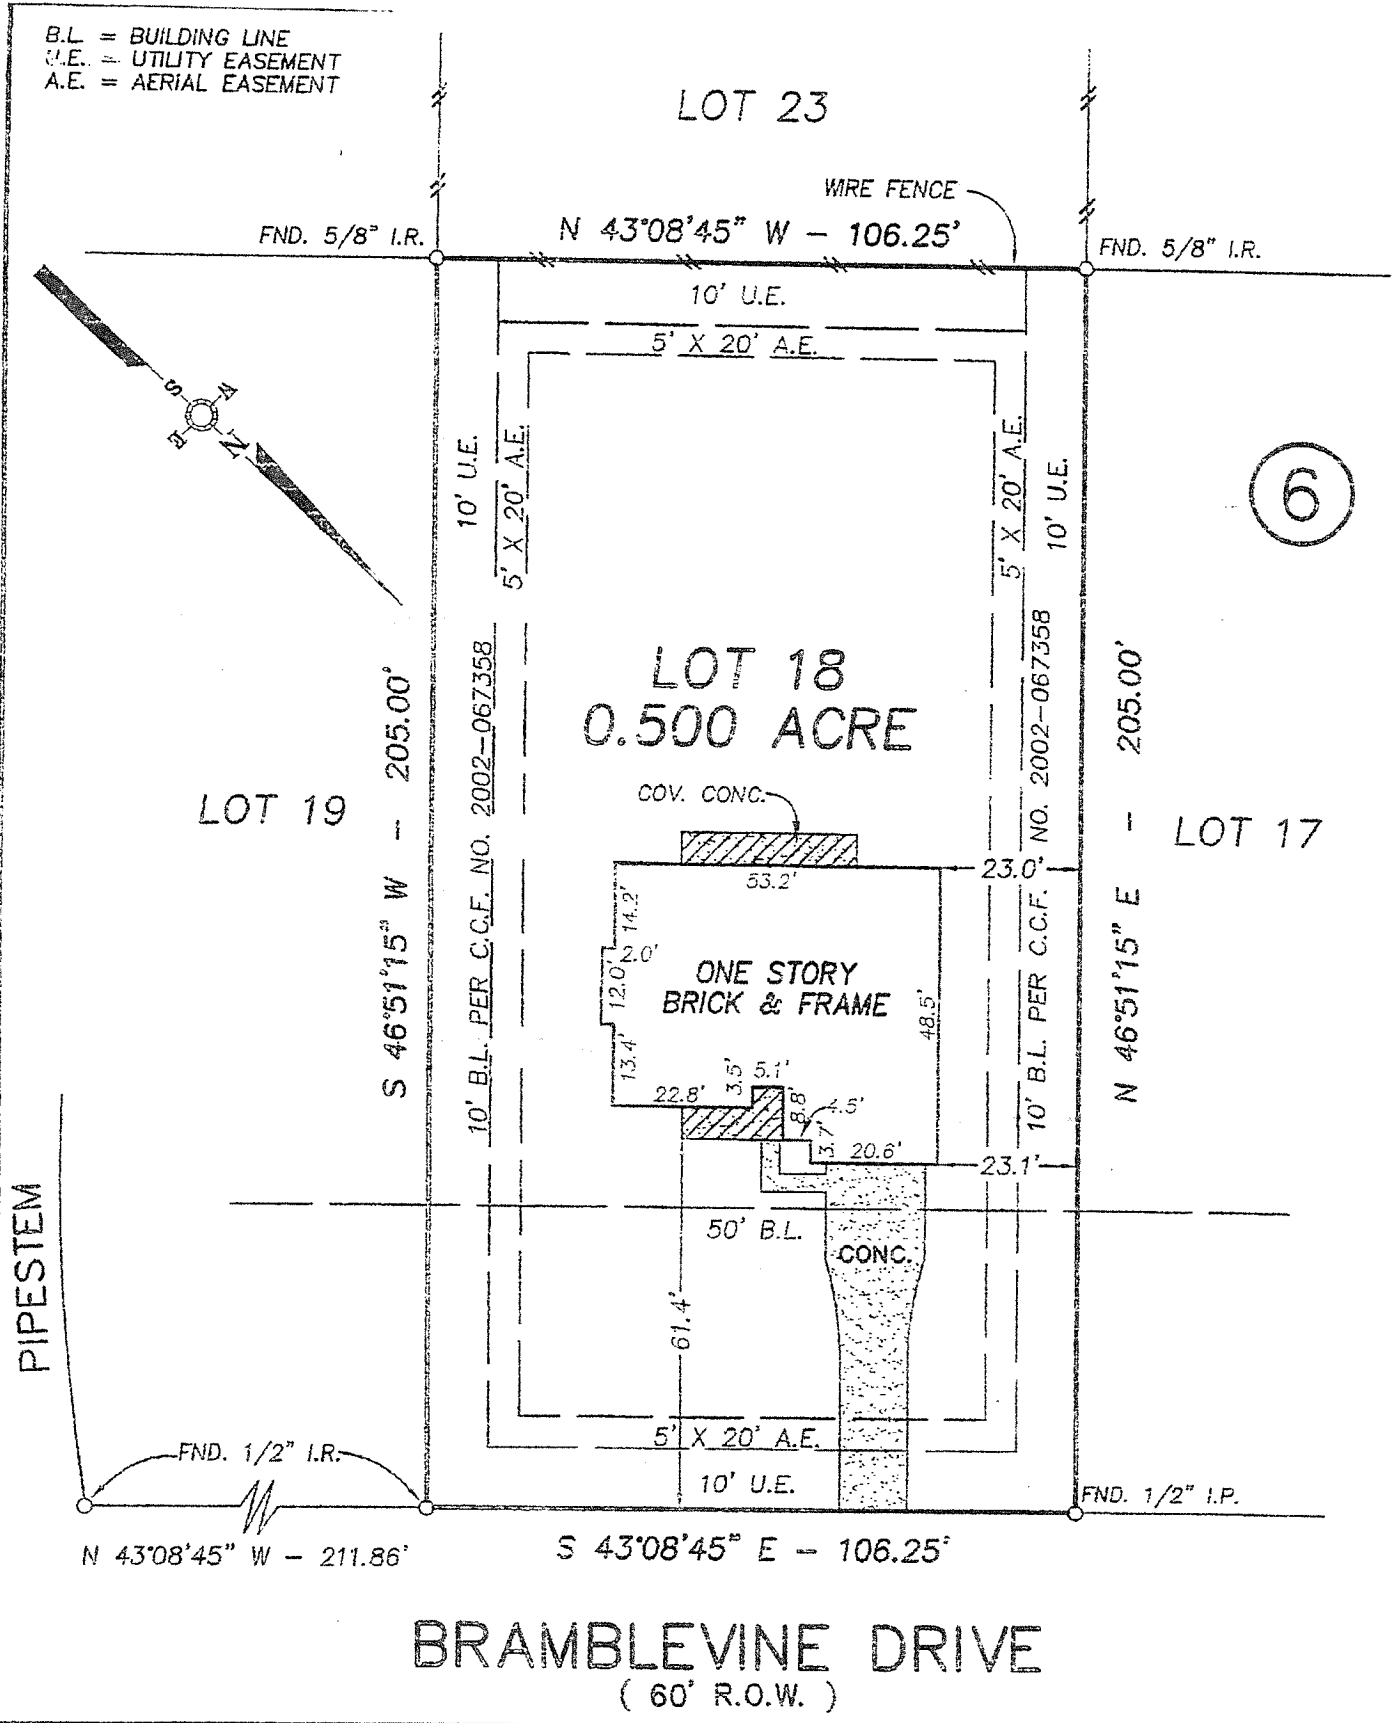 B.L. = BUILDING LINE
U.E. = UTILITY EASEMENT
A.E. = AERIAL EASEMENT
LOT 23
WIRE FENCE
FND. 5/8" I.R.
N 43°08'45" W - 106.25'
FND. 5/8" I.R.
10' U.E.
5' X 20' A.E.
S
W
E
N
10' U.E.
5' X 20' A.E.
5' X 20' A.E.
10' U.E.
6
LOT 18
0.500 ACRE
S 46°51'15" W - 205.00'
10' B.L. PER C.C.F. NO. 2002-067358
10' B.L. PER C.C.F. NO. 2002-067358
N 46°51'15" E - 205.00'
LOT 19
COV. CONC.
LOT 17
53.2'
23.0'
14.2'
2.0'
12.0'
13.4'
ONE STORY
BRICK & FRAME
48.5'
22.8'
3.5'
5.1'
8.8'
4.5'
3.7'
20.6'
23.1'
50' B.L.
CONC.
61.4'
PIPESTEM
5' X 20' A.E.
10' U.E.
FND. 1/2" I.R.
FND. 1/2" I.P.
N 43°08'45" W - 211.86'
S 43°08'45" E - 106.25'
BRAMBLEVINE DRIVE
( 60' R.O.W. )